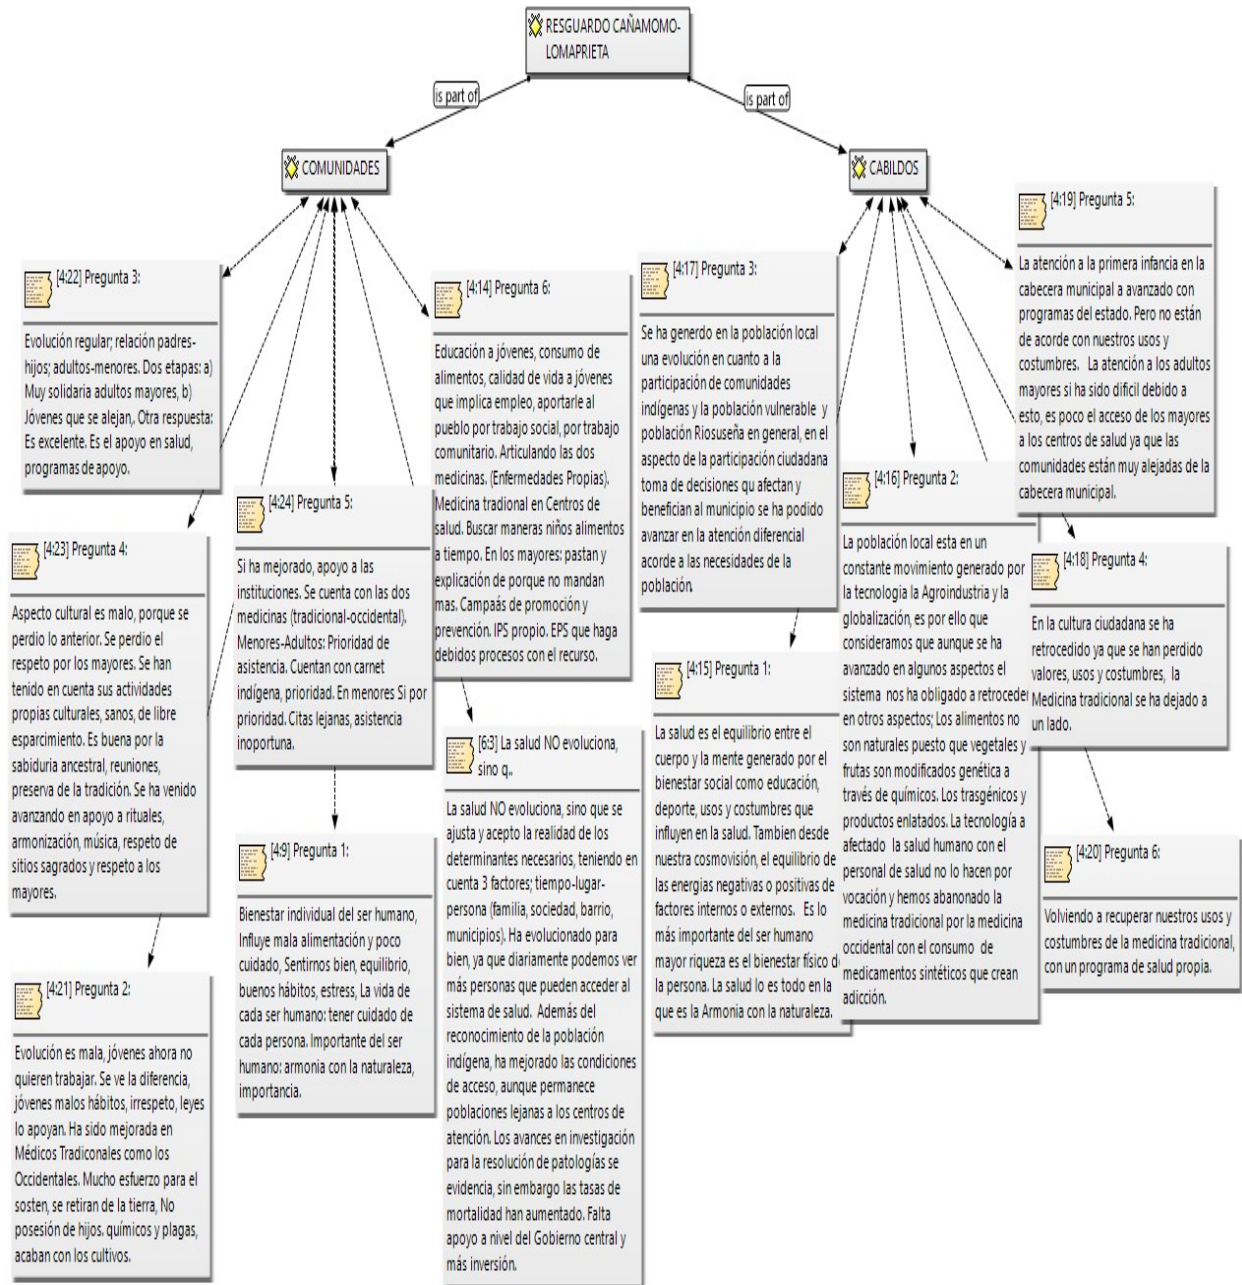 RESGUARDO CAÑAMOMO-
LOMAPRIETA
is part of
is part of
COMUNIDADES
CABILDOS
[4:22] Pregunta 3:
Evolución regular; relación padres-
hijos; adultos-menores. Dos etapas: a)
Muy solidaria adultos mayores, b)
Jóvenes que se alejan,. Otra respuesta:
Es excelente. Es el apoyo en salud,
programas de apoyo.
[4:23] Pregunta 4:
Aspecto cultural es malo, porque se
perdio lo anterior. Se perdio el
respeto por los mayores. Se han
tenido en cuenta sus actividades
propias culturales, sanos, de libre
esparcimiento. Es buena por la
sabiduria ancestral, reuniones,
preserva de la tradición. Se ha venido
avanzando en apoyo a rituales,
armonización, música, respeto de
sitios sagrados y respeto a los
mayores.
[4:21] Pregunta 2:
Evolución es mala, jóvenes ahora no
quieren trabajar. Se ve la diferencia,
jóvenes malos hábitos, irrespeto, leyes
lo apoyan. Ha sido mejorada en
Médicos Tradiconales como los
Occidentales. Mucho esfuerzo para el
sosten, se retiran de la tierra, No
posesión de hijos. químicos y plagas,
acaban con los cultivos.
[4:24] Pregunta 5:
Si ha mejorado, apoyo a las
instituciones. Se cuenta con las dos
medicinas (tradicional-occidental).
Menores-Adultos: Prioridad de
asistencia. Cuentan con carnet
indígena, prioridad. En menores Si por
prioridad. Citas lejanas, asistencia
inoportuna.
[4:9] Pregunta 1:
Bienestar individual del ser humano,
Influye mala alimentación y poco
cuidado, Sentirnos bien, equilibrio,
buenos hábitos, estress, La vida de
cada ser humano: tener cuidado de
cada persona. Importante del ser
humano: armonia con la naturaleza,
importancia.
[4:14] Pregunta 6:
Educación a jóvenes, consumo de
alimentos, calidad de vida a jóvenes
que implica empleo, aportarle al
pueblo por trabajo social, por trabajo
comunitario. Articulando las dos
medicinas. (Enfermedades Propias).
Medicina tradional en Centros de
salud. Buscar maneras niños alimentos
a tiempo. En los mayores: pastan y
explicación de porque no mandan
mas. Campaás de promoción y
prevención. IPS propio. EPS que haga
debidos procesos con el recurso.
[6:3] La salud NO evoluciona,
sino q..
La salud NO evoluciona, sino que se
ajusta y acepto la realidad de los
determinantes necesarios, teniendo en
cuenta 3 factores; tiempo-lugar-
persona (familia, sociedad, barrio,
municipios). Ha evolucionado para
bien, ya que diariamente podemos ver
más personas que pueden acceder al
sistema de salud.  Además del
reconocimiento de la población
indígena, ha mejorado las condiciones
de acceso, aunque permanece
poblaciones lejanas a los centros de
atención. Los avances en investigación
para la resolución de patologías se
evidencia, sin embargo las tasas de
mortalidad han aumentado. Falta
apoyo a nivel del Gobierno central y
más inversión.
[4:17] Pregunta 3:
Se ha generdo en la población local
una evolución en cuanto a la
participación de comunidades
indígenas y la población vulnerable  y
población Riosuseña en general, en el
aspecto de la participación ciudadana
toma de decisiones qu afectan y
benefician al municipio se ha podido
avanzar en la atención diferencial
acorde a las necesidades de la
población.
[4:15] Pregunta 1:
La salud es el equilibrio entre el
cuerpo y la mente generado por el
bienestar social como educación,
deporte, usos y costumbres que
influyen en la salud. Tambien desde
nuestra cosmovisión, el equilibrio de
las energias negativas o positivas de
factores internos o externos.   Es lo
más importante del ser humano
mayor riqueza es el bienestar físico
la persona. La salud lo es todo en la
que es la Armonia con la naturaleza.
[4:16] Pregunta 2:
La población local esta en un
constante movimiento generado por
la tecnologia la Agroindustria y la
globalización, es por ello que
consideramos que aunque se ha
avanzado en algunos aspectos el
sistema  nos ha obligado a retroceder
en otros aspectos; Los alimentos no
son naturales puesto que vegetales y
frutas son modificados genética a
través de químicos. Los trasgénicos y
productos enlatados. La tecnología a
afectado  la salud humano con el
personal de salud no lo hacen por
vocación y hemos abanonado la
medicina tradicional por la medicina
occidental con el consumo  de
medicamentos sintéticos que crean
adicción.
[4:19] Pregunta 5:
La atención a la primera infancia en la
cabecera municipal a avanzado con
programas del estado. Pero no están
de acorde con nuestros usos y
costumbres.  La atención a los adultos
mayores si ha sido difícil debido a
esto, es poco el acceso de los mayores
a los centros de salud ya que las
comunidades están muy alejadas de la
cabecera municipal.
[4:18] Pregunta 4:
En la cultura ciudadana se ha
retrocedido ya que se han perdido
valores, usos y costumbres,  la
Medicina tradicional se ha dejado a
un lado.
[4:20] Pregunta 6:
Volviendo a recuperar nuestros usos y
costumbres de la medicina tradicional,
con un programa de salud propia.